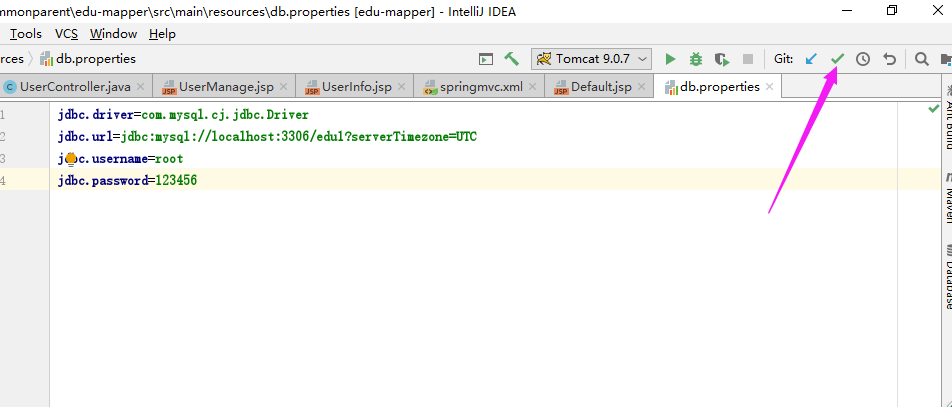 mmonparent\edu-mapper\src\main\resources\db.properties [edu-mapper] - IntelliJ IDEA
Tools VCS Window Help
rces db.properties
Tomcat 9.0.7 Git:
UserController.java UserManage.jsp UserInfo.jsp springmvc.xml Default.jsp db.properties
1 jdbc.driver=com.mysql.cj.jdbc.Driver
2 jdbc.url=jdbc:mysql://localhost:3306/edu1?serverTimezone=UTC
3 jdbc.username=root
4 jdbc.password=123456
Ant Build
Maven
Database